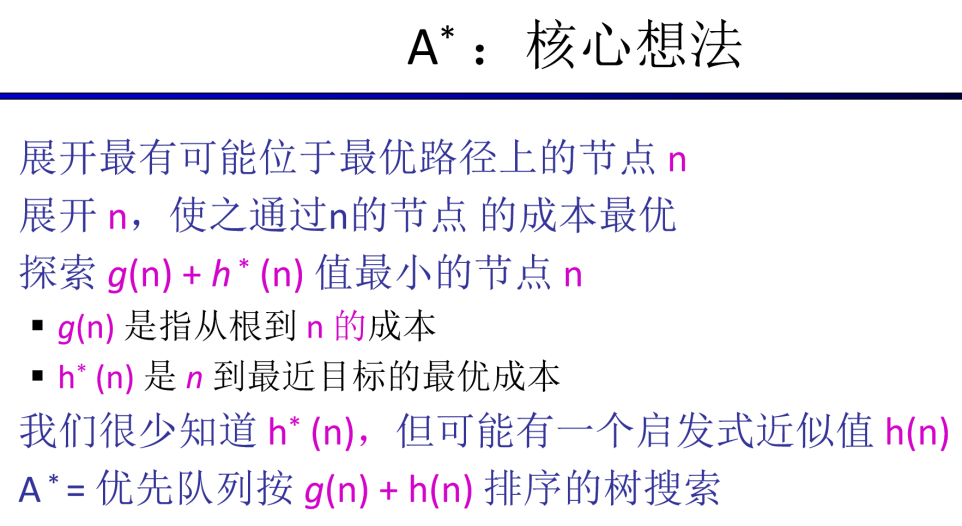 A*：核心想法
展开最有可能位于最优路径上的节点 n
展开 n，使之通过n的节点 的成本最优
探索 g(n) + h * (n) 值最小的节点 n
▪ g(n) 是指从根到 n 的成本
▪ h* (n) 是 n 到最近目标的最优成本
我们很少知道 h* (n)，但可能有一个启发式近似值 h(n)
A * = 优先队列按 g(n) + h(n) 排序的树搜索